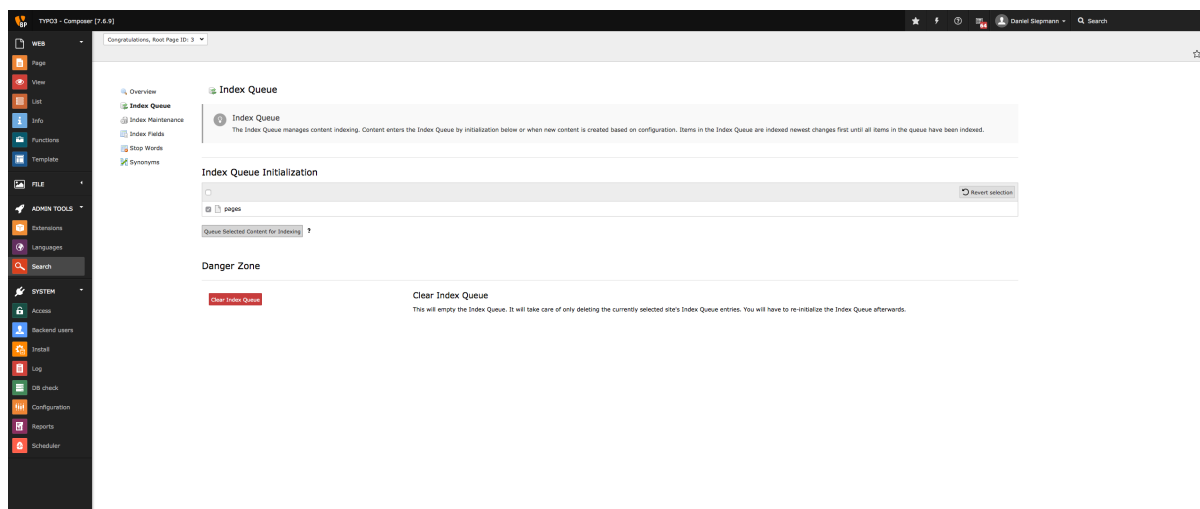 TYPO3 - Composer [7.6.9]
64
Daniel Siepmann
Search
WEB
Page
View
List
Info
Functions
Template
FILE
ADMIN TOOLS
Extensions
Languages
Search
SYSTEM
Access
Backend users
Install
Log
DB check
Configuration
Reports
Scheduler
Congratulations, Root Page ID: 3
Overview
Index Queue
Index Maintenance
Index Fields
Stop Words
Synonyms
Index Queue
Index Queue
The Index Queue manages content indexing. Content enters the Index Queue by initialization below or when new content is created based on configuration. Items in the Index Queue are indexed newest changes first until all items in the queue have been indexed.
Index Queue Initialization
Revert selection
pages
Queue Selected Content for Indexing
?
Danger Zone
Clear Index Queue
Clear Index Queue
This will empty the Index Queue. It will take care of only deleting the currently selected site's Index Queue entries. You will have to re-initialize the Index Queue afterwards.